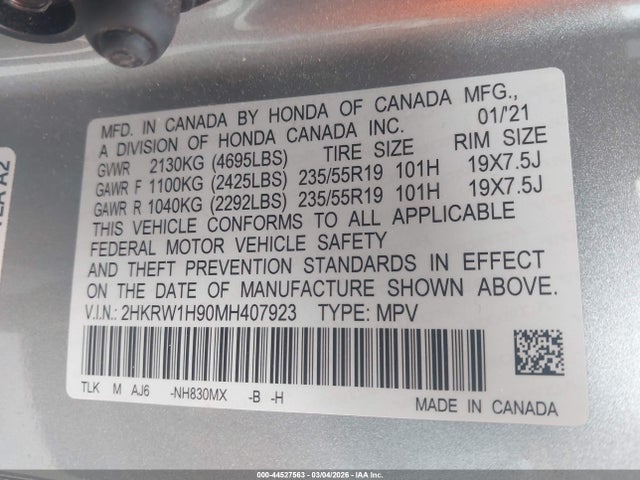 MFD. IN CANADA BY HONDA OF CANADA MFG.,
A DIVISION OF HONDA CANADA INC. 01/'21
GVWR 2130KG (4695LBS) TIRE SIZE RIM SIZE
GAWR F 1100KG (2425LBS) 235/55R19 101H 19X7.5J
GAWR R 1040KG (2292LBS) 235/55R19 101H 19X7.5J
THIS VEHICLE CONFORMS TO ALL APPLICABLE
FEDERAL MOTOR VEHICLE SAFETY
AND THEFT PREVENTION STANDARDS IN EFFECT
ON THE DATE OF MANUFACTURE SHOWN ABOVE.
V.I.N.: 2HKRW1H90MH407923 TYPE: MPV
TLK M AJ6 -NH830MX -B -H
MADE IN CANADA
000-44527563 - 03/04/2026 - IAA Inc.